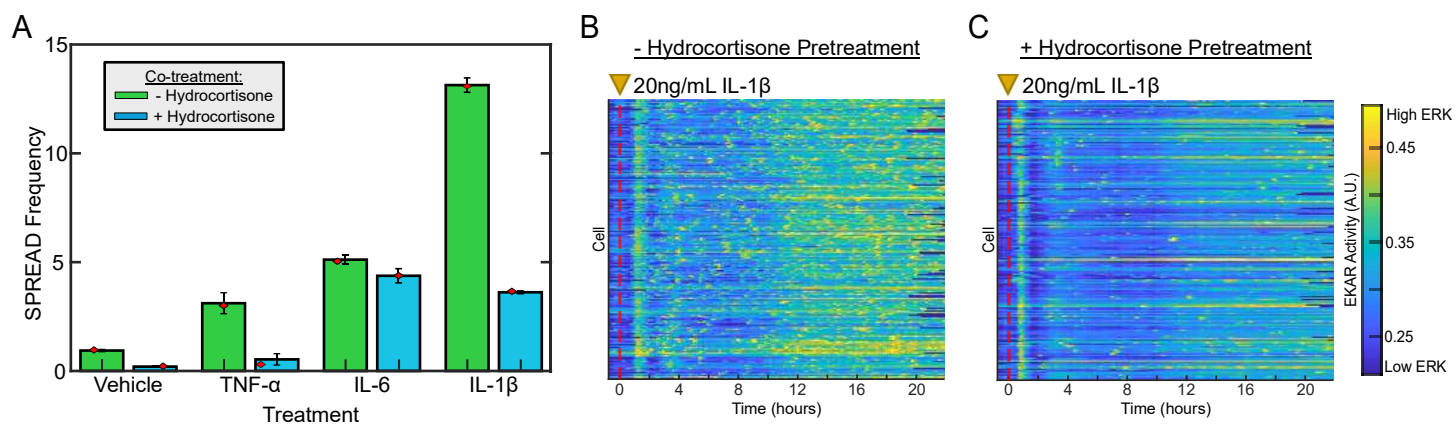 A
15
10
5
0
SPREAD Frequency
Co-treatment:
- Hydrocortisone
+ Hydrocortisone
Vehicle
TNF-α
IL-6
IL-1β
Treatment
B
- Hydrocortisone Pretreatment
20ng/mL IL-1β
Cell
0
4
8
12
16
20
Time (hours)
C
+ Hydrocortisone Pretreatment
20ng/mL IL-1β
Cell
0
4
8
12
16
20
Time (hours)
High ERK
0.45
0.35
0.25
Low ERK
EKAR Activity (A.U.)